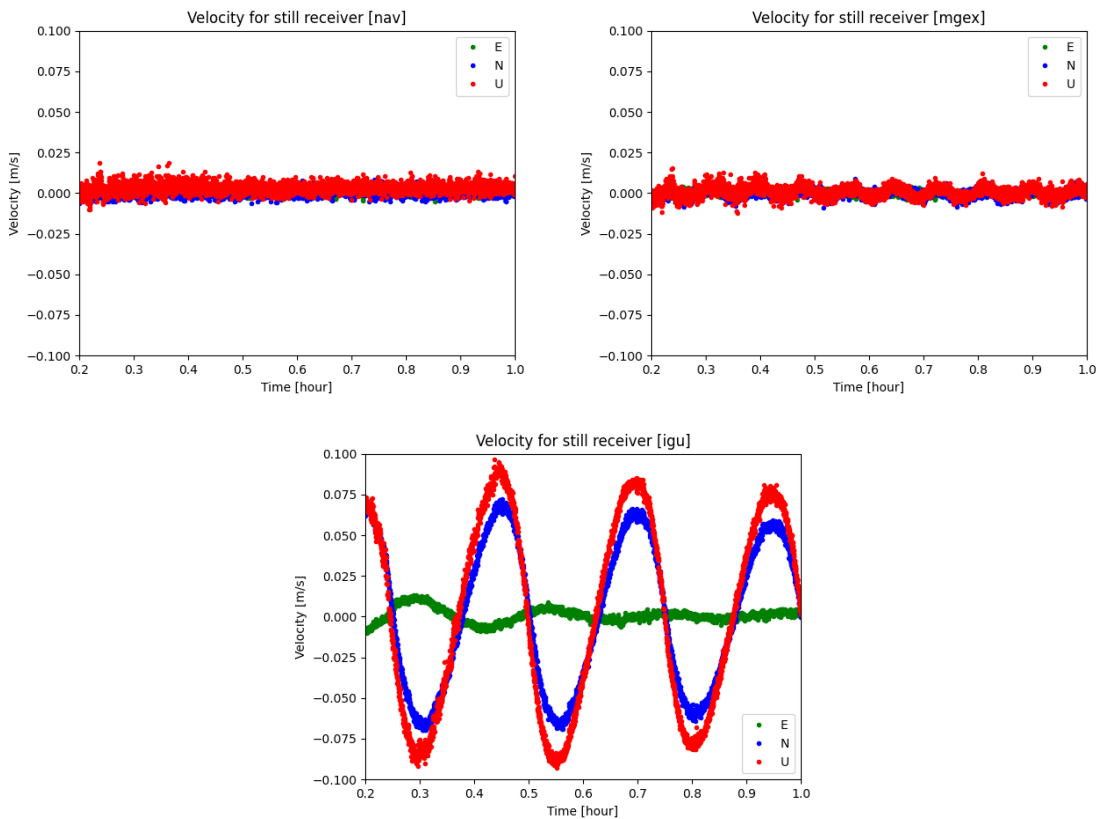 Velocity for still receiver [nav]
0.100
0.075
0.050
0.025
0.000
−0.025
−0.050
−0.075
−0.100
Velocity [m/s]
E
N
U
0.2 0.3 0.4 0.5 0.6 0.7 0.8 0.9 1.0
Time [hour]
Velocity for still receiver [mgex]
0.100
0.075
0.050
0.025
0.000
−0.025
−0.050
−0.075
−0.100
Velocity [m/s]
E
N
U
0.2 0.3 0.4 0.5 0.6 0.7 0.8 0.9 1.0
Time [hour]
Velocity for still receiver [igu]
0.100
0.075
0.050
0.025
0.000
−0.025
−0.050
−0.075
−0.100
Velocity [m/s]
E
N
U
0.2 0.3 0.4 0.5 0.6 0.7 0.8 0.9 1.0
Time [hour]